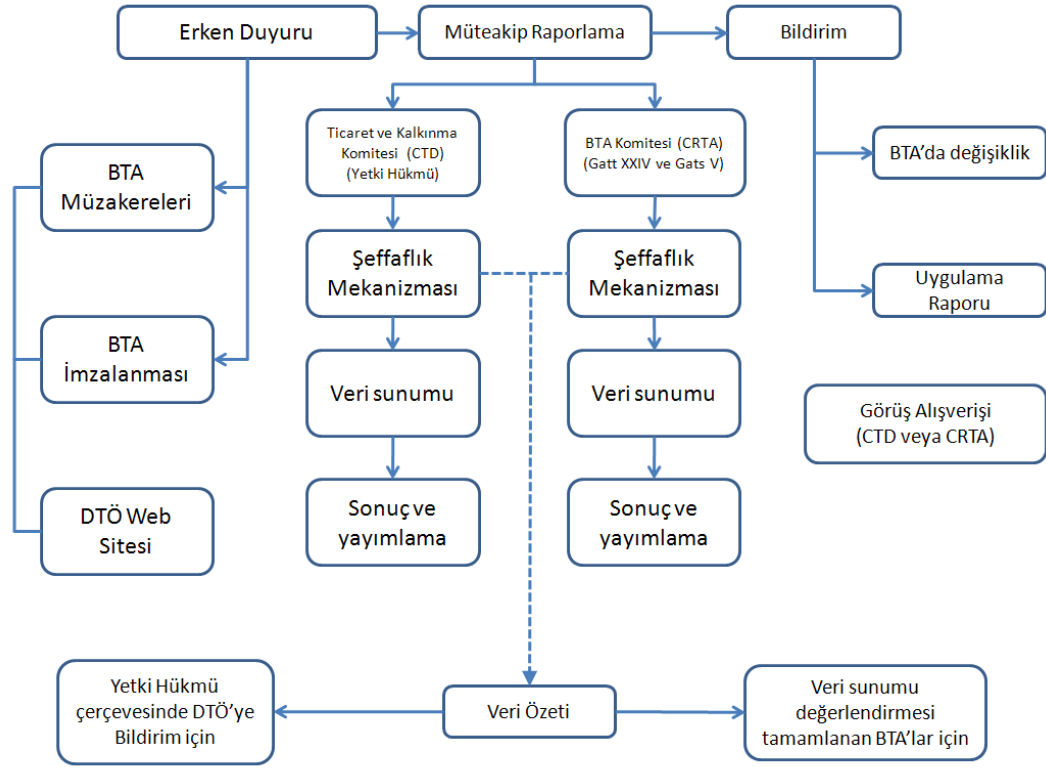 Erken Duyuru
Müteakip Raporlama
Bildirim
Ticaret ve Kalkınma
Komitesi (CTD)
(Yetki Hükmü)
BTA Komitesi (CRTA)
(Gatt XXIV ve Gats V)
BTA
Müzakereleri
BTA'da değişiklik
Şeffaflık
Mekanizması
Şeffaflık
Mekanizması
Uygulama
Raporu
BTA
İmzalanması
Veri sunumu
Veri sunumu
Görüş Alışverişi
(CTD veya CRTA)
DTÖ Web
Sitesi
Sonuç ve
yayımlama
Sonuç ve
yayımlama
Yetki Hükmü
çerçevesinde DTÖ'ye
Bildirim için
Veri Özeti
Veri sunumu
değerlendirmesi
tamamlanan BTA'lar için